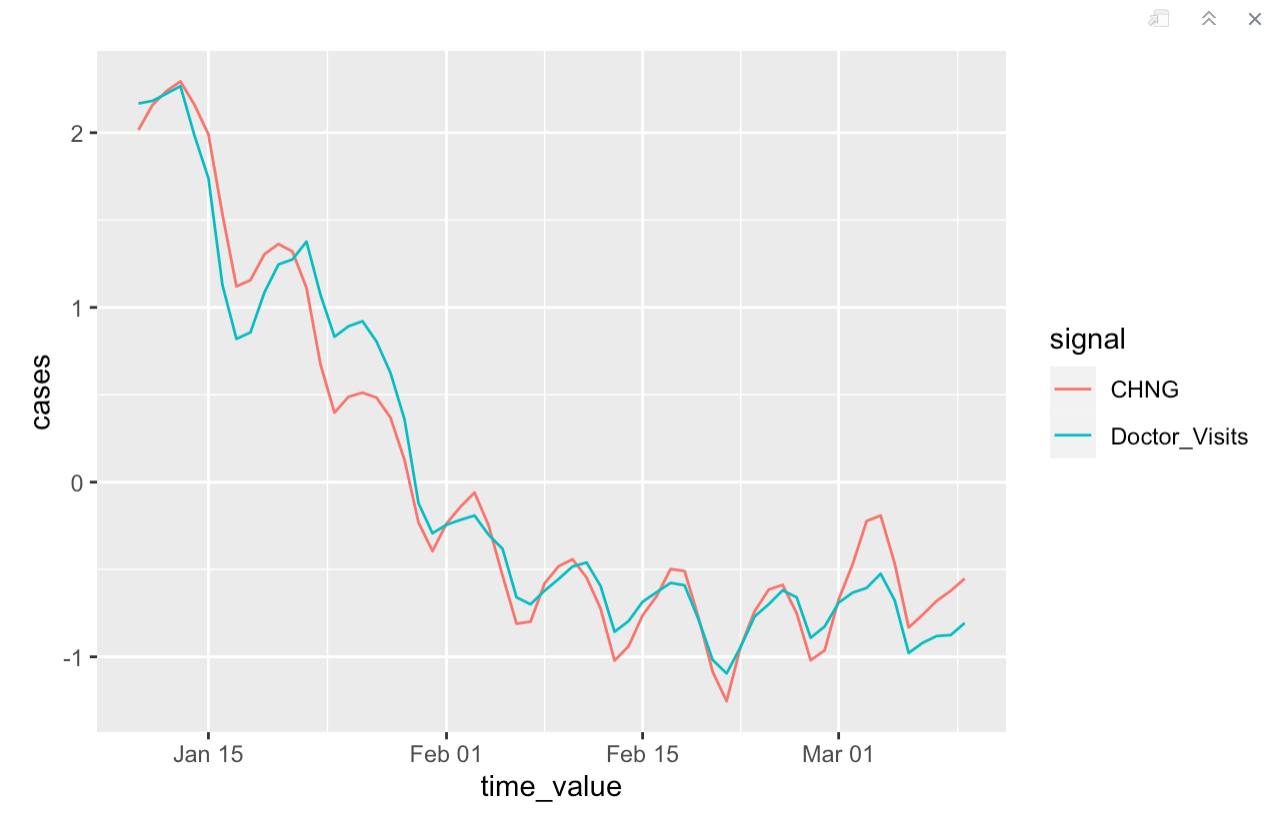 2
1
0
-1
cases
Jan 15
Feb 01
Feb 15
Mar 01
time_value
signal
CHNG
Doctor_Visits